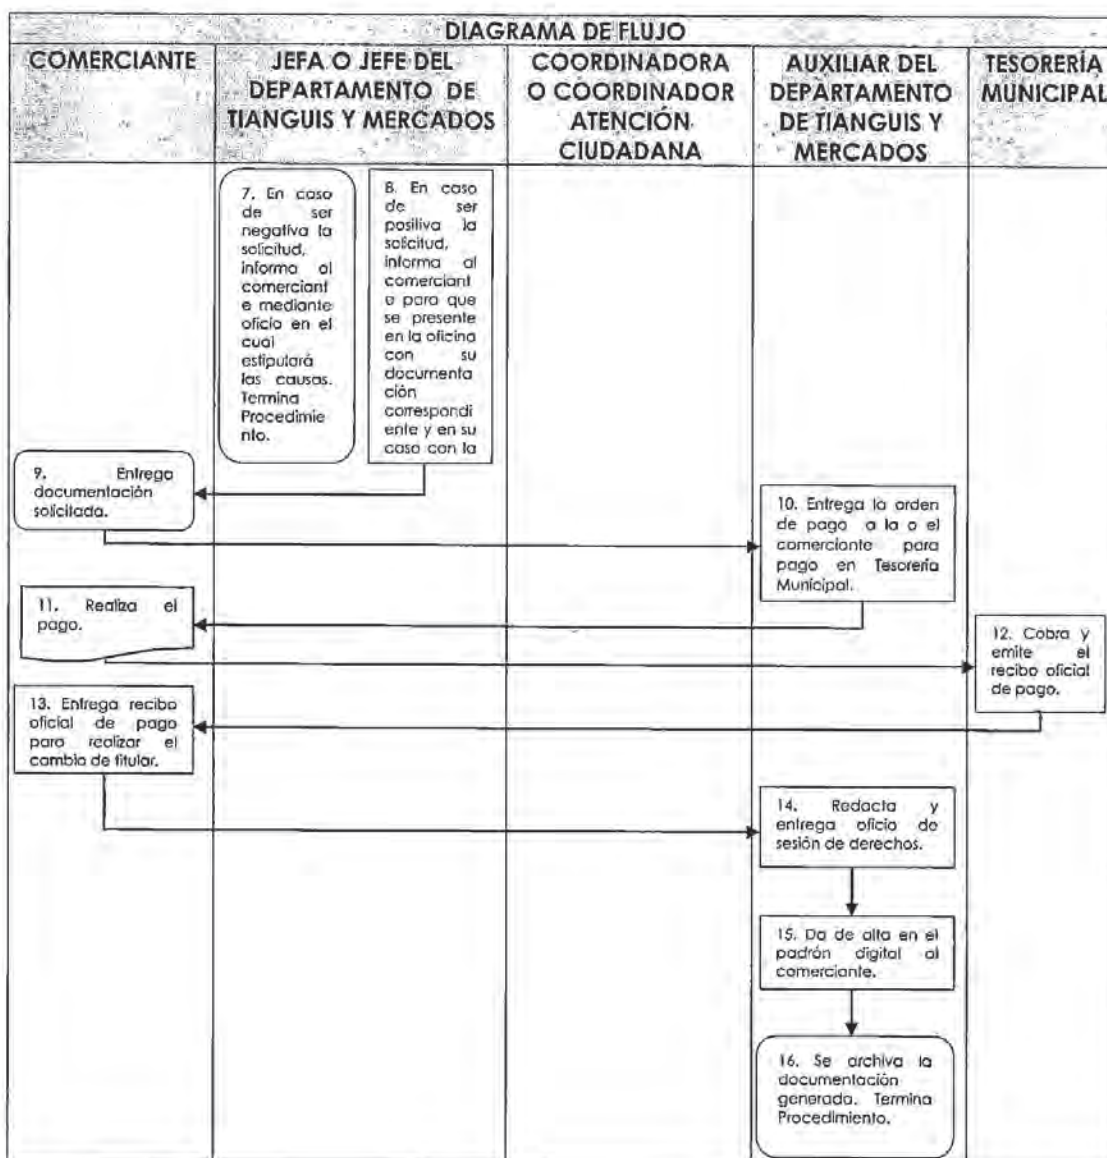 DIAGRAMA DE FLUJO
COMERCIANTE
JEFA O JEFE DEL
DEPARTAMENTO DE
TIANGUIS Y MERCADOS
COORDINADORA
O COORDINADOR
ATENCIÓN
CIUDADANA
AUXILIAR DEL
DEPARTAMENTO
DE TIANGUIS Y
MERCADOS
TESORERÍA
MUNICIPAL
7. En caso
de ser
negativa la
solicitud,
informa al
comerciant
e mediante
oficio en el
cual
estipulará
las causas.
Termina
Procedimie
nto.
8. En caso
de ser
positiva la
solicitud,
informa al
comerciant
e para que
se presente
en la oficina
con su
documenta
ción
correspondi
ente y en su
caso con la
9. Entrega
documentación
solicitada.
10. Entrega la orden
de pago a la o el
comerciante para
pago en Tesorería
Municipal.
11. Realiza el
pago.
12. Cobra y
emite el
recibo oficial
de pago.
13. Entrega recibo
oficial de pago
para realizar el
cambio de titular.
14. Redacta y
entrega oficio de
sesión de derechos.
15. Da de alta en el
padrón digital al
comerciante.
16. Se archiva la
documentación
generada. Termina
Procedimiento.